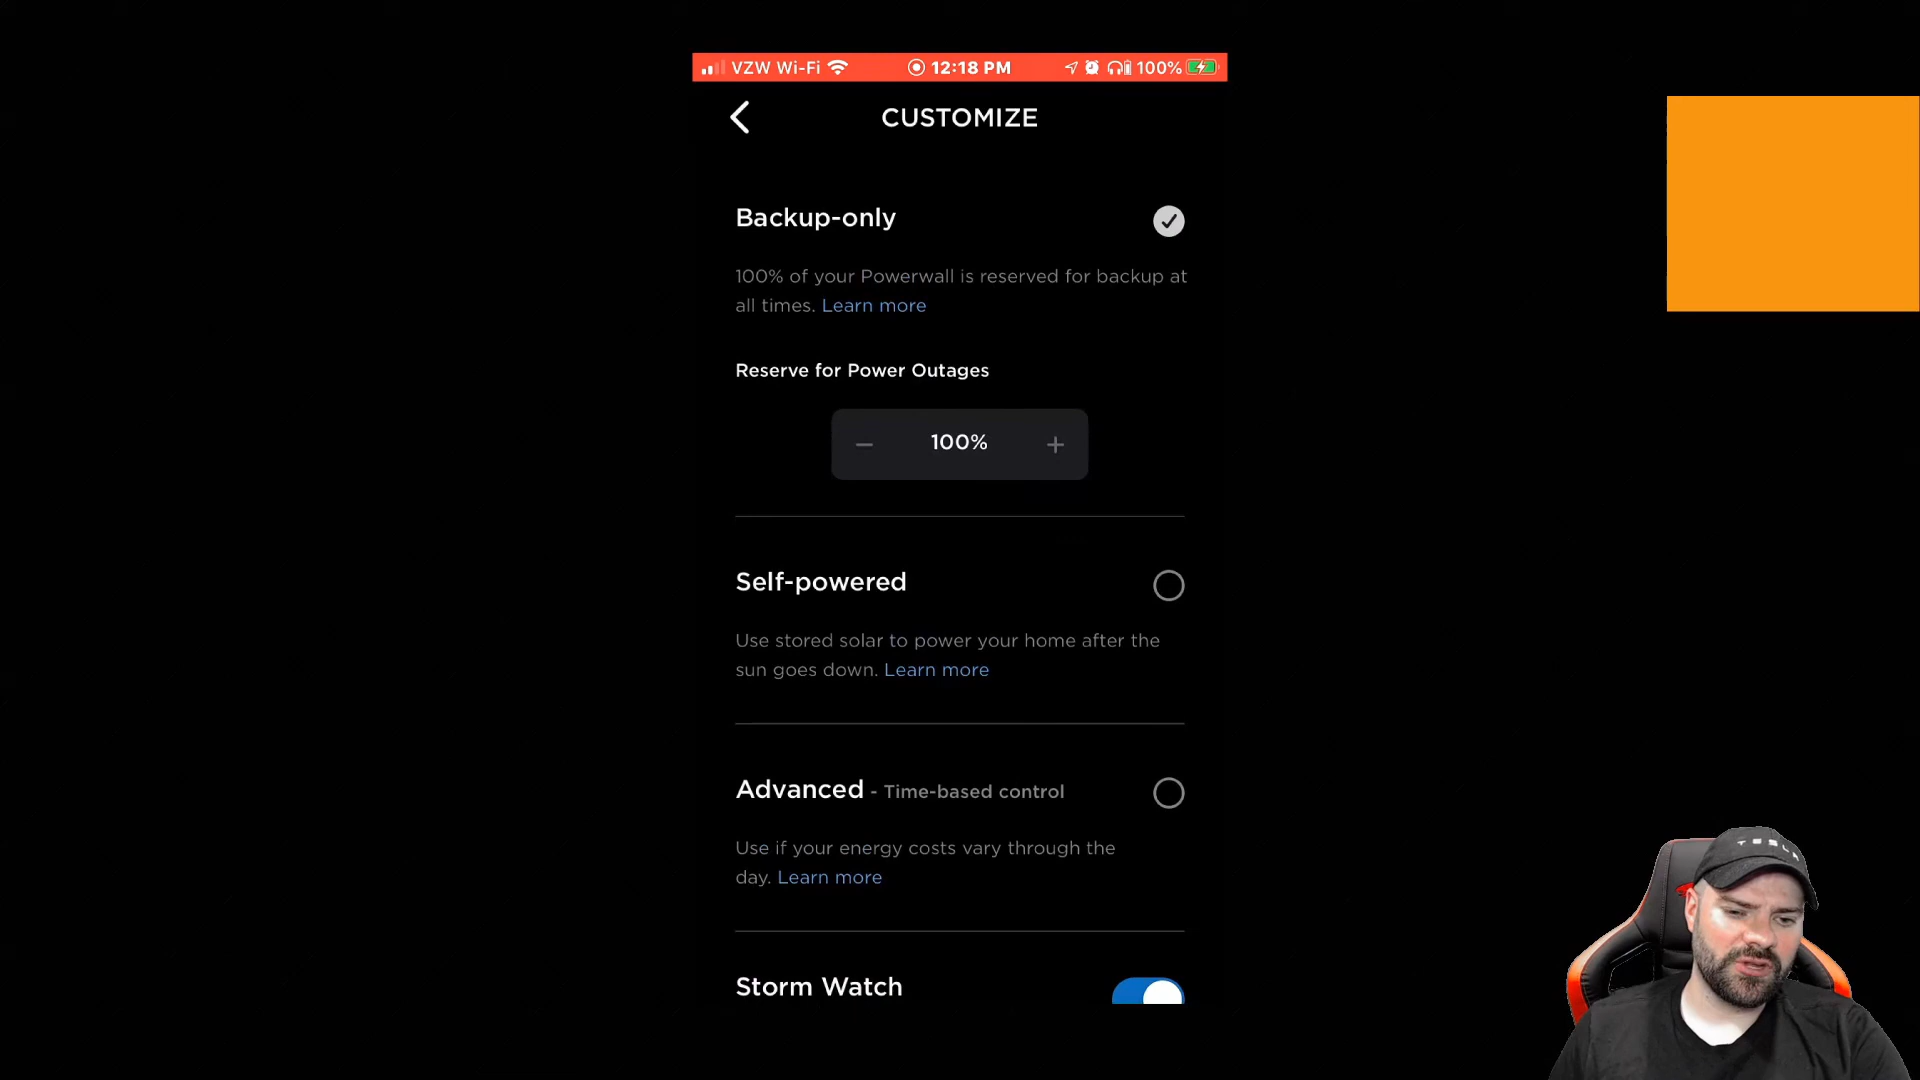 VZW Wi-Fi 12:18 PM 100%
CUSTOMIZE
Backup-only
100% of your Powerwall is reserved for backup at
all times. Learn more
Reserve for Power Outages
− 100% +
Self-powered
Use stored solar to power your home after the
sun goes down. Learn more
Advanced - Time-based control
Use if your energy costs vary through the
day. Learn more
Storm Watch
TESLA